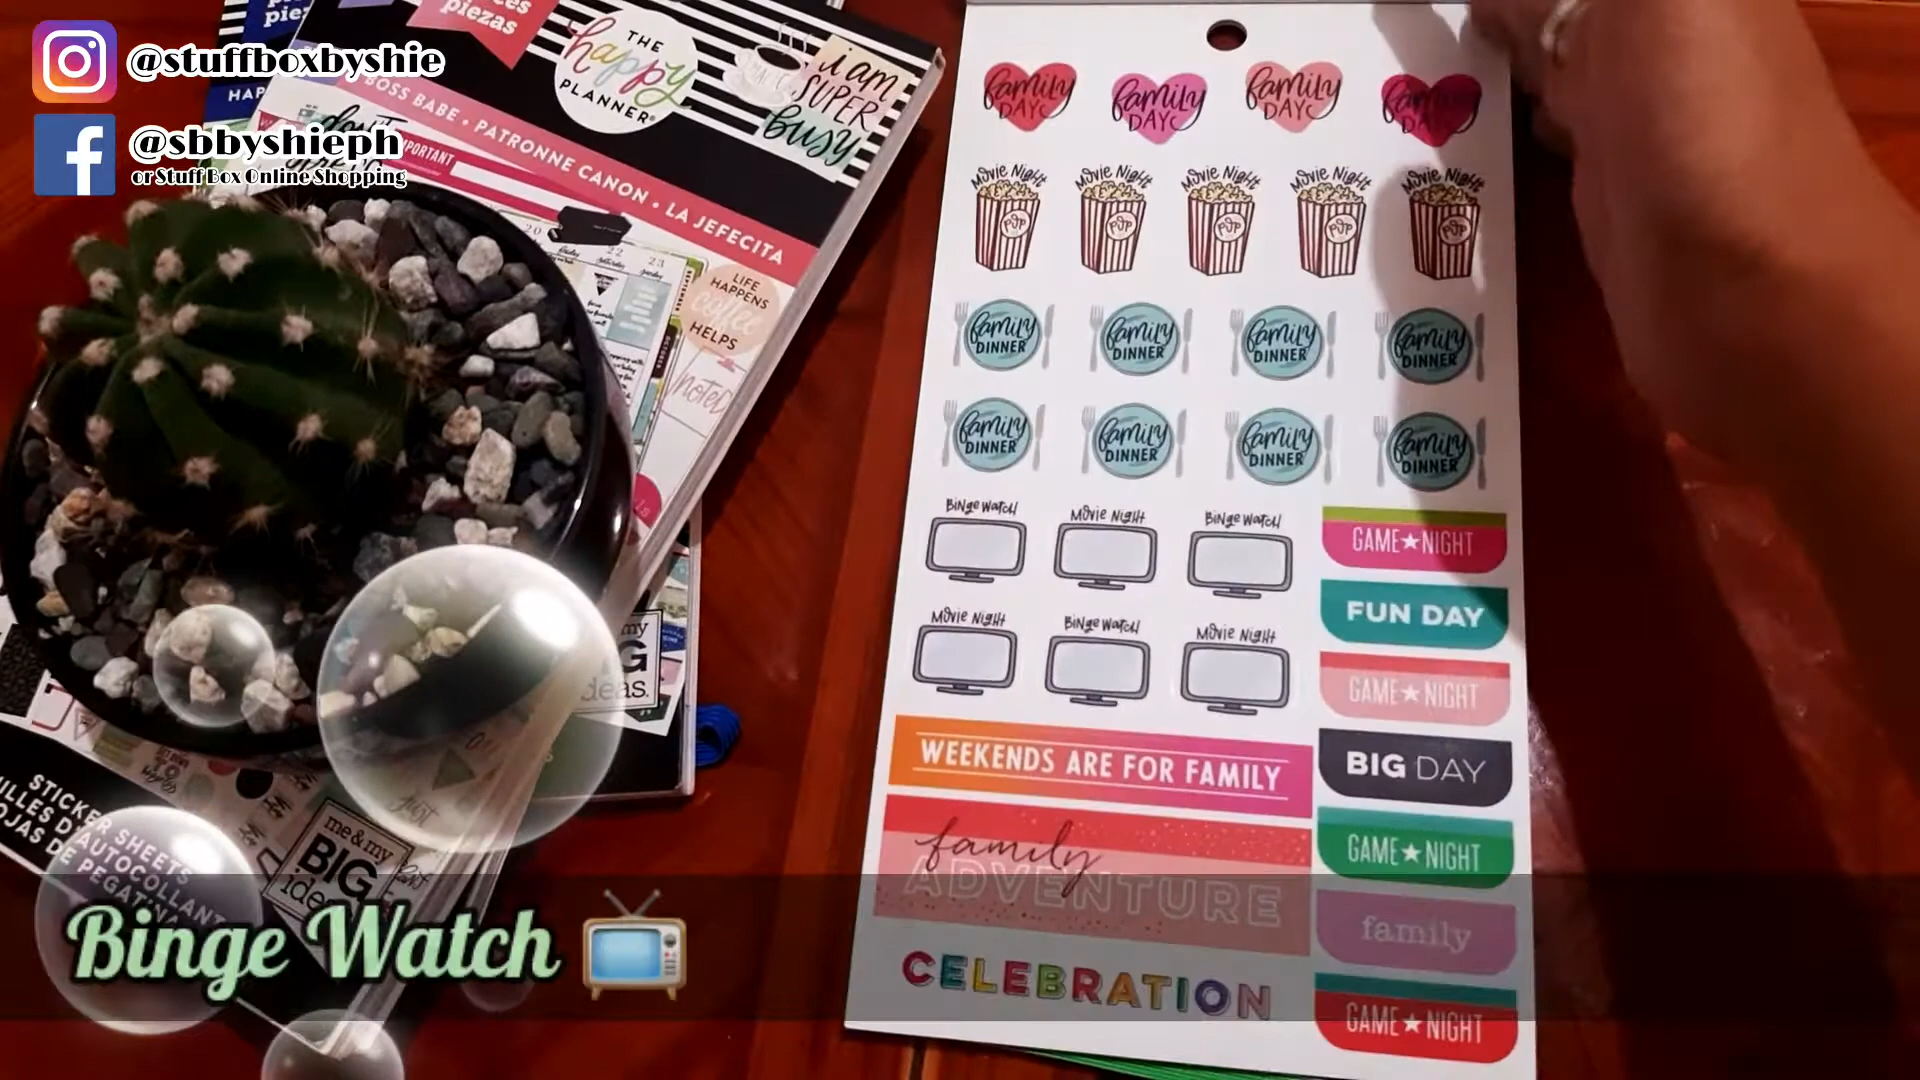 @stuffboxbyshie
@sbbyshieph
or Stuff Box Online Shopping
piezas
THE
happy
PLANNER
i am
SUPER
busy
BOSS BABE • PATRONNE CANON • LA JEFECITA
IMPORTANT
LIFE
HAPPENS
coffee
HELPS
noted
STICKER SHEETS
me & my
BIG
ideas
Family DAY
Family DAY
Family DAY
Family DAY
Movie Night
Movie Night
Movie Night
Movie Night
Movie Night
POP
POP
POP
POP
POP
family DINNER
family DINNER
family DINNER
family DINNER
family DINNER
family DINNER
family DINNER
family DINNER
Binge Watch
Movie Night
Binge Watch
Movie Night
Binge Watch
Movie Night
GAME★NIGHT
FUN DAY
GAME★NIGHT
BIG DAY
GAME★NIGHT
family
GAME★NIGHT
WEEKENDS ARE FOR FAMILY
family
ADVENTURE
CELEBRATION
Binge Watch